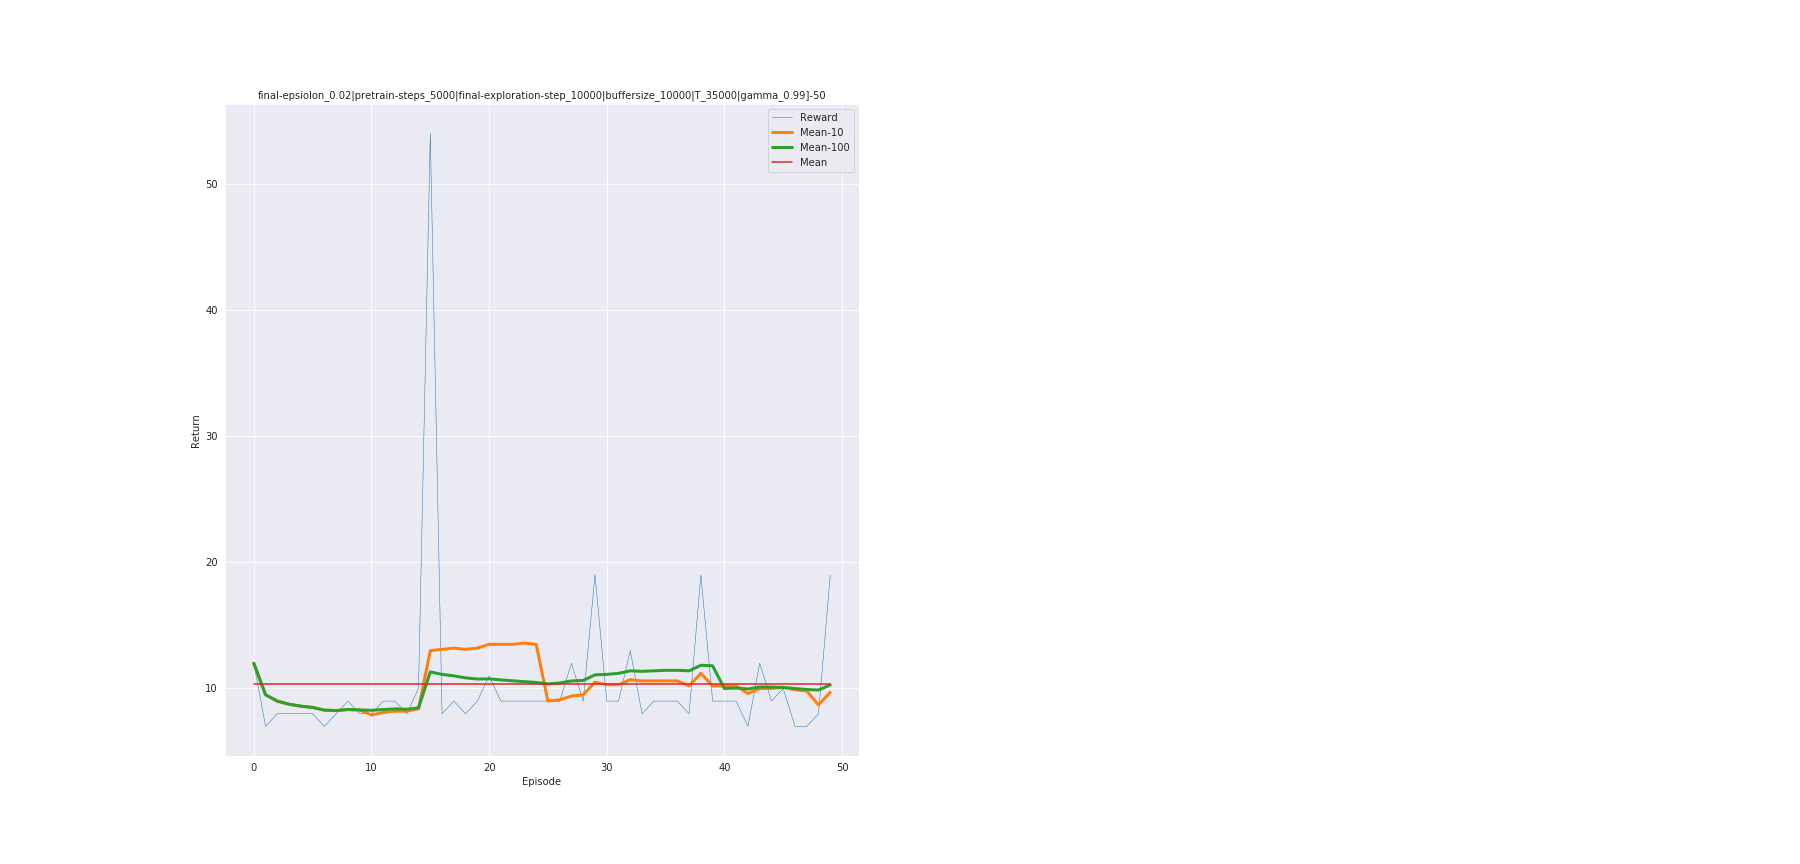 final-epsiolon_0.02|pretrain-steps_5000|final-exploration-step_10000|buffersize_10000|T_35000|gamma_0.99]-50
Reward
Mean-10
Mean-100
Mean
50
40
30
20
10
Return
0 10 20 30 40 50
Episode